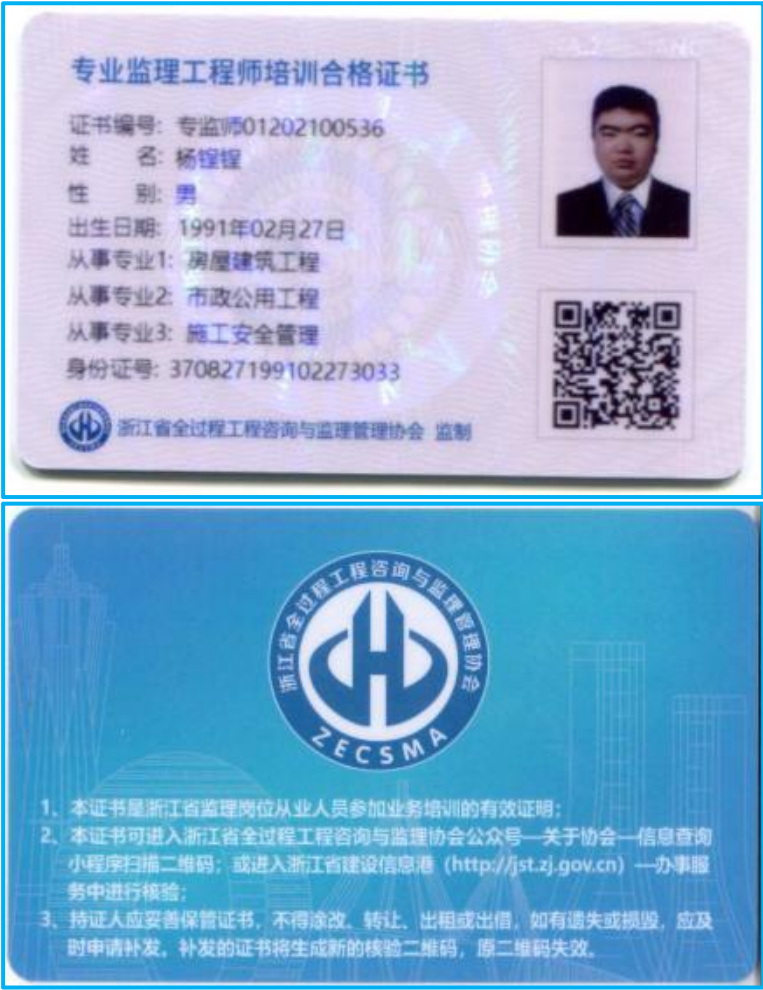 专业监理工程师培训合格证书
证书编号: 专监师01202100536
姓 名: 杨锃锃
性 别: 男
出生日期: 1991年02月27日
从事专业1: 房屋建筑工程
从事专业2: 市政公用工程
从事专业3: 施工安全管理
身份证号: 370827199102273033
浙江省全过程工程咨询与监理管理协会 监制
浙江省全过程工程咨询与监理管理协会
ZECSMA
1、本证书是浙江省监理岗位从业人员参加业务培训的有效证明;
2、本证书可进入浙江省全过程工程咨询与监理协会公众号—关于协会—信息查询
小程序扫描二维码;或进入浙江省建设信息港(http://jst.zj.gov.cn)—办事服
务中进行核验;
3、持证人应妥善保管证书,不得涂改、转让、出租或出借,如有遗失或损毁,应及
时申请补发。补发的证书将生成新的核验二维码,原二维码失效。